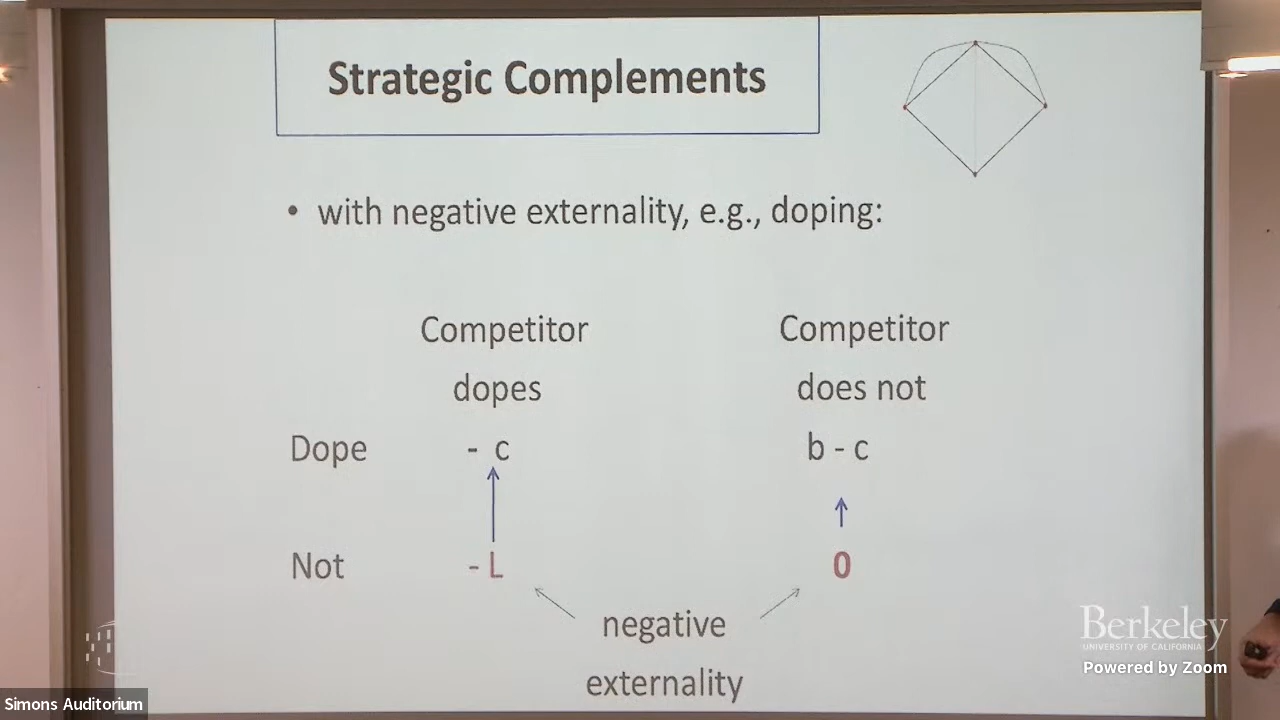 Strategic Complements
• with negative externality, e.g., doping:
Competitor Competitor
dopes does not
Dope - c b - c
Not - L 0
negative
externality
Berkeley
UNIVERSITY OF CALIFORNIA
Powered by Zoom
Simons Auditorium